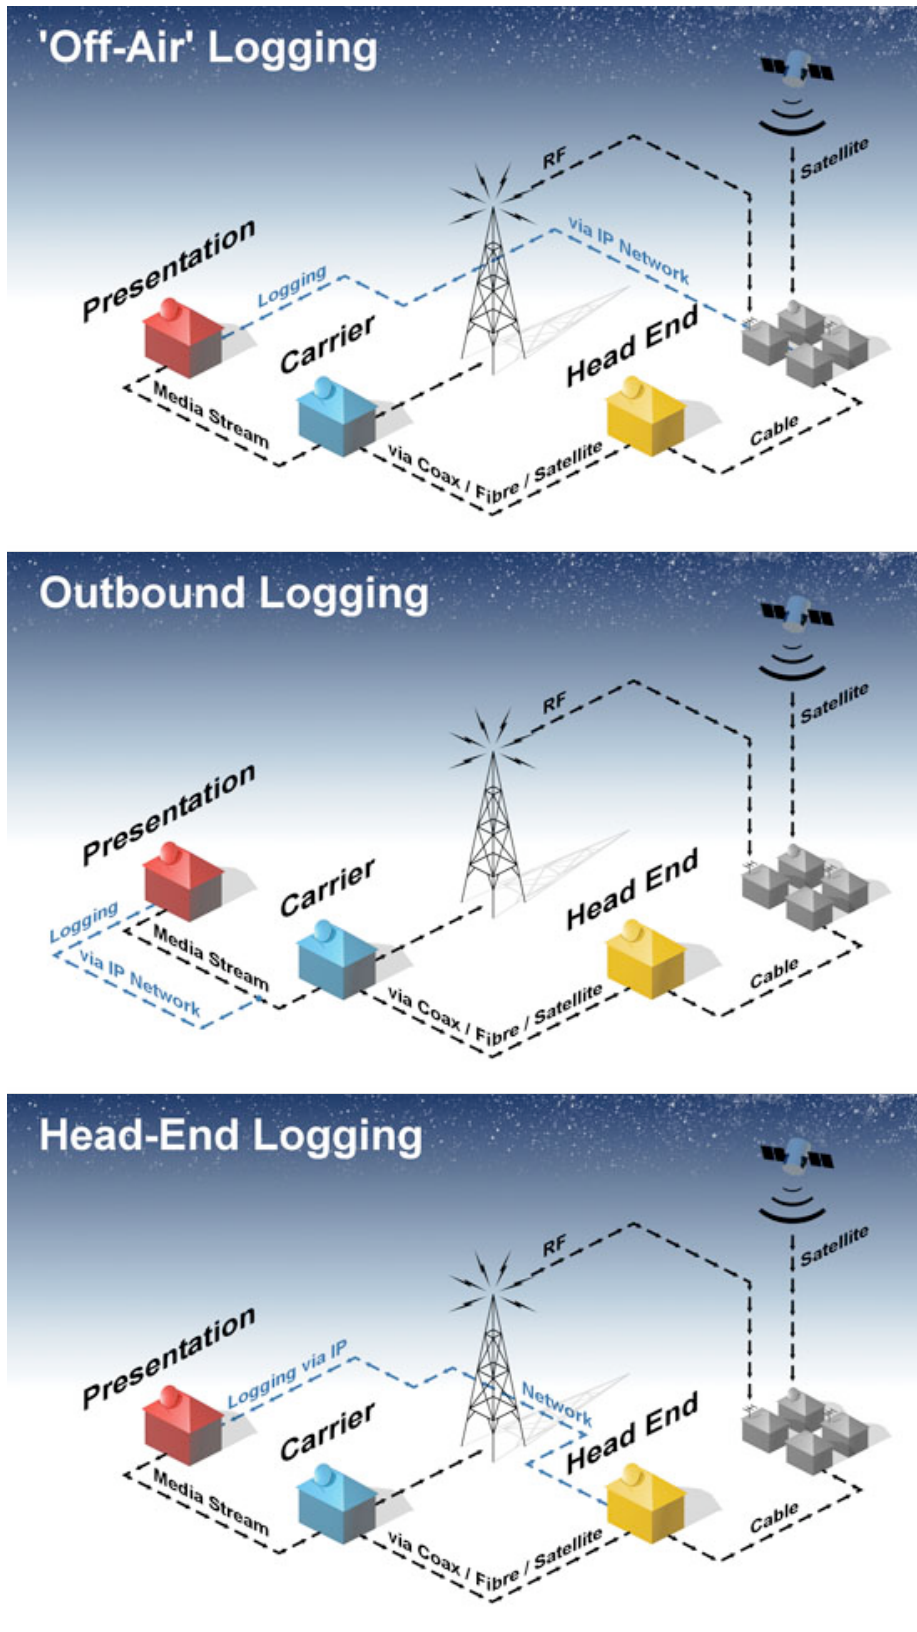 'Off-Air' Logging
RF
Satellite
via IP Network
Presentation
Logging
Carrier
Head End
Media Stream
via Coax / Fibre / Satellite
Cable
Outbound Logging
RF
Satellite
Presentation
Carrier
Head End
Logging
Media Stream
via IP Network
via Coax / Fibre / Satellite
Cable
Head-End Logging
RF
Satellite
Presentation
Logging via IP
Network
Carrier
Head End
Media Stream
via Coax / Fibre / Satellite
Cable